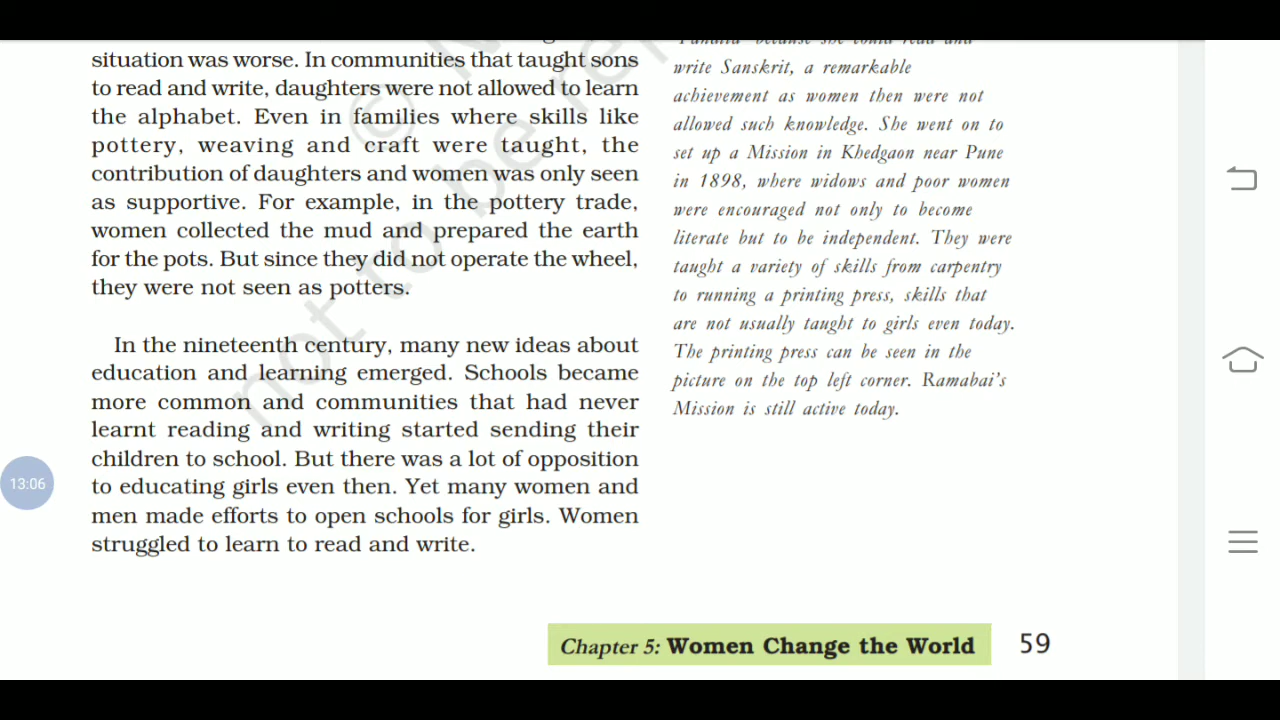 situation was worse. In communities that taught sons
to read and write, daughters were not allowed to learn
the alphabet. Even in families where skills like
pottery, weaving and craft were taught, the
contribution of daughters and women was only seen
as supportive. For example, in the pottery trade,
women collected the mud and prepared the earth
for the pots. But since they did not operate the wheel,
they were not seen as potters.
In the nineteenth century, many new ideas about
education and learning emerged. Schools became
more common and communities that had never
learnt reading and writing started sending their
children to school. But there was a lot of opposition
to educating girls even then. Yet many women and
men made efforts to open schools for girls. Women
struggled to learn to read and write.
because she could read and
write Sanskrit, a remarkable
achievement as women then were not
allowed such knowledge. She went on to
set up a Mission in Khedgaon near Pune
in 1898, where widows and poor women
were encouraged not only to become
literate but to be independent. They were
taught a variety of skills from carpentry
to running a printing press, skills that
are not usually taught to girls even today.
The printing press can be seen in the
picture on the top left corner. Ramabai's
Mission is still active today.
13:06
Chapter 5: Women Change the World
59
©
not to be re